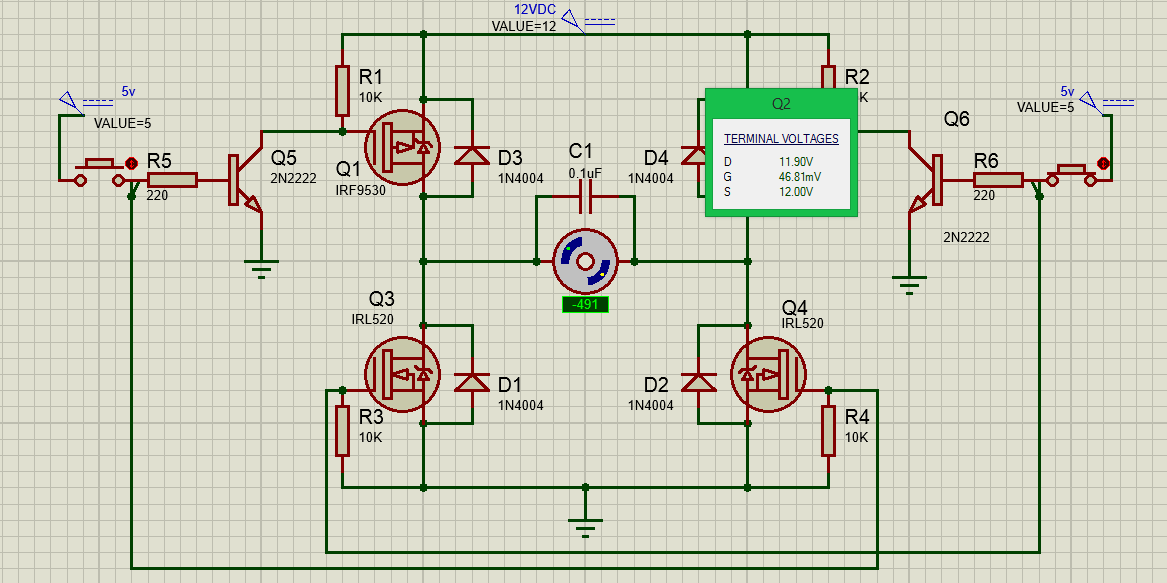 12VDC
VALUE=12
5v
VALUE=5
5v
VALUE=5
R1
10K
R2
K
Q2
TERMINAL VOLTAGES
D 11.90V
G 46.81mV
S 12.00V
Q6
2N2222
Q5
2N2222
R5
220
R6
220
Q1
IRF9530
D3
1N4004
C1
0.1uF
D4
1N4004
-491
Q3
IRL520
Q4
IRL520
D1
1N4004
D2
1N4004
R3
10K
R4
10K